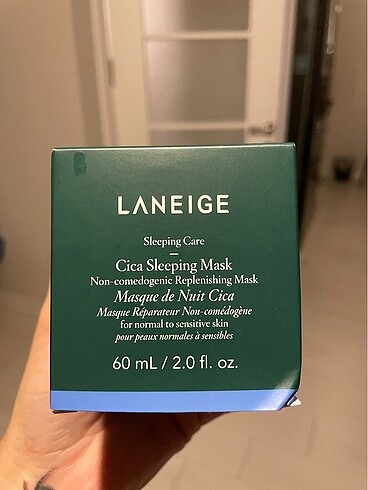 LANEIGE
Sleeping Care
Cica Sleeping Mask
Non-comedogenic Replenishing Mask
Masque de Nuit Cica
Masque Réparateur Non-comédogène
for normal to sensitive skin
pour peaux normales à sensibles
60 mL / 2.0 fl. oz.